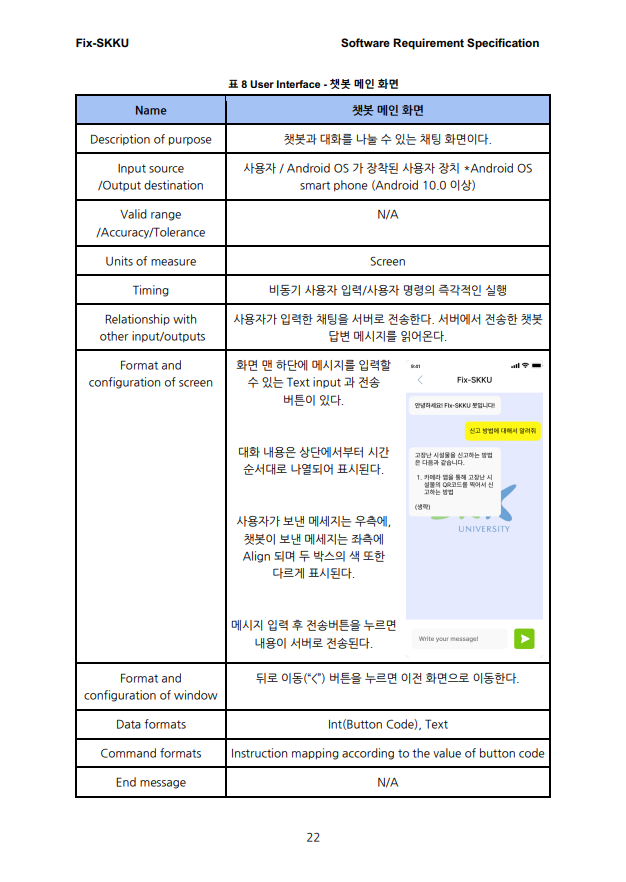 Fix-SKKU Software Requirement Specification
표 8 User Interface - 챗봇 메인 화면
Name 챗봇 메인 화면
Description of purpose 챗봇과 대화를 나눌 수 있는 채팅 화면이다.
Input source
/Output destination
사용자 / Android OS 가 장착된 사용자 장치 *Android OS
smart phone (Android 10.0 이상)
Valid range
/Accuracy/Tolerance
N/A
Units of measure Screen
Timing 비동기 사용자 입력/사용자 명령의 즉각적인 실행
Relationship with
other input/outputs
사용자가 입력한 채팅을 서버로 전송한다. 서버에서 전송한 챗봇
답변 메시지를 읽어온다.
Format and
configuration of screen
화면 맨 하단에 메시지를 입력할
수 있는 Text input 과 전송
버튼이 있다.
대화 내용은 상단에서부터 시간
순서대로 나열되어 표시된다.
사용자가 보낸 메세지는 우측에,
챗봇이 보낸 메세지는 좌측에
Align 되며 두 박스의 색 또한
다르게 표시된다.
메시지 입력 후 전송버튼을 누르면
내용이 서버로 전송된다.
9:41
Fix-SKKU
안녕하세요! Fix-SKKU 봇입니다!
신고 방법에 대해서 알려줘
고장난 시설물을 신고하는 방법
은 다음과 같습니다.
1. 카메라 앱을 통해 고장난 시
설물의 QR코드를 찍어서 신
고하는 방법
(생략)
UNIVERSITY
Write your message!
Format and
configuration of window
뒤로 이동(“<”) 버튼을 누르면 이전 화면으로 이동한다.
Data formats Int(Button Code), Text
Command formats Instruction mapping according to the value of button code
End message N/A
22